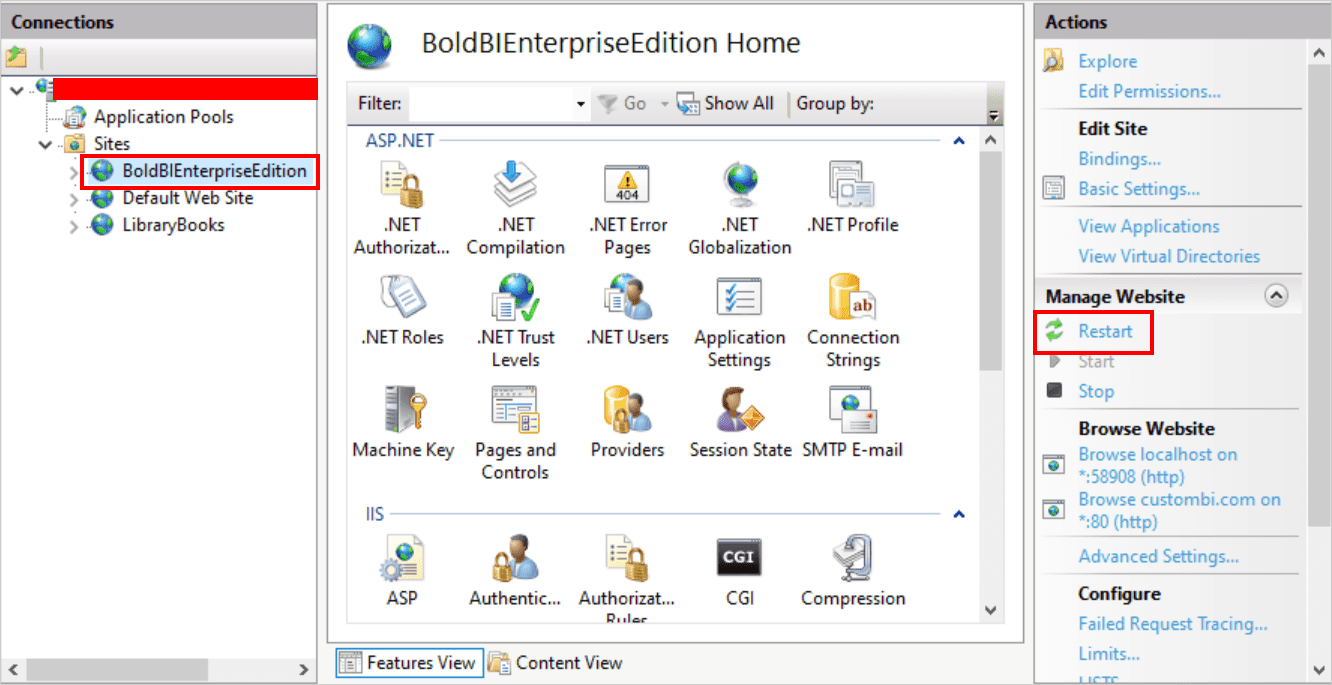 Connections
Application Pools
Sites
BoldBIEnterpriseEdition
Default Web Site
LibraryBooks
BoldBIEnterpriseEdition Home
Filter:
Go
Show All
Group by:
ASP.NET
.NET
Authorizat...
.NET
Compilation
.NET Error
Pages
.NET
Globalization
.NET Profile
.NET Roles
.NET Trust
Levels
.NET Users
Application
Settings
Connection
Strings
Machine Key
Pages and
Controls
Providers
Session State
SMTP E-mail
IIS
ASP
Authentic...
Authorizat...
Rules
CGI
Compression
Features View
Content View
Actions
Explore
Edit Permissions...
Edit Site
Bindings...
Basic Settings...
View Applications
View Virtual Directories
Manage Website
Restart
Start
Stop
Browse Website
Browse localhost on
*:58908 (http)
Browse custombi.com on
*:80 (http)
Advanced Settings...
Configure
Failed Request Tracing...
Limits...
404
ab
CGI